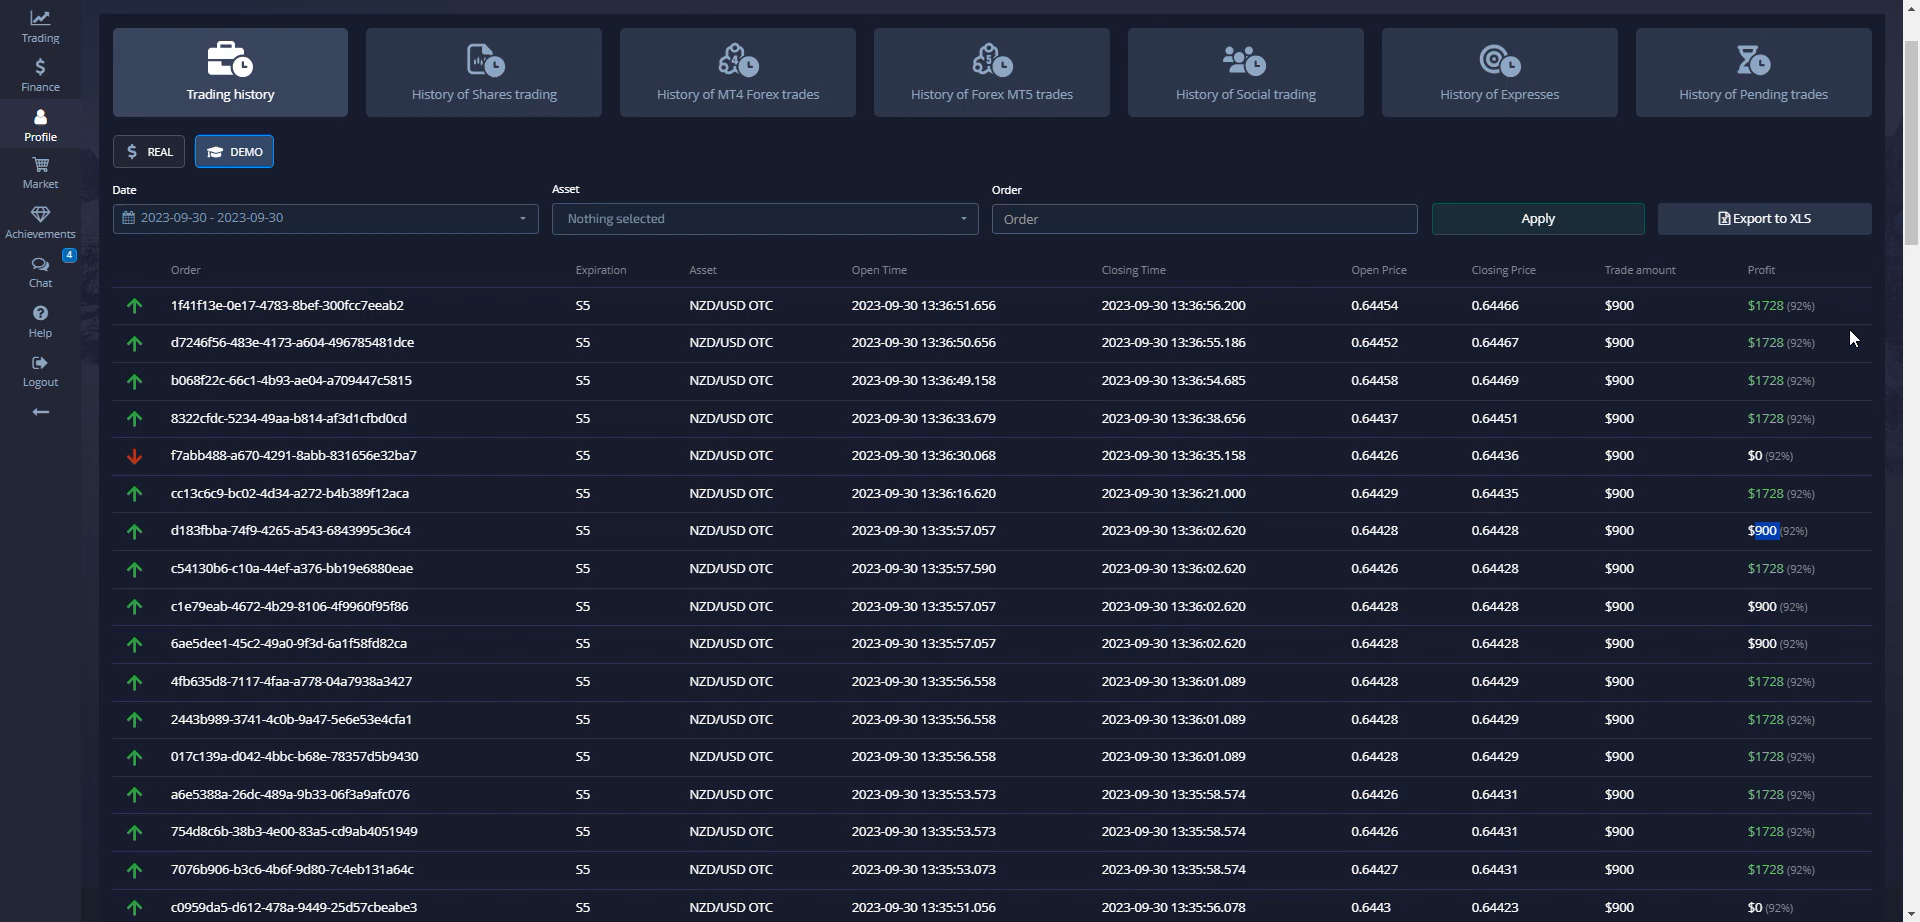 Trading
Finance
Profile
Market
Achievements
4
Chat
Help
Logout
Trading history
History of Shares trading
History of MT4 Forex trades
History of Forex MT5 trades
History of Social trading
History of Expresses
History of Pending trades
$ REAL DEMO
Date Asset Order
2023-09-30 - 2023-09-30 Nothing selected Order Apply Export to XLS
Order Expiration Asset Open Time Closing Time Open Price Closing Price Trade amount Profit
1f41f13e-0e17-4783-8bef-300fcc7eeab2 S5 NZD/USD OTC 2023-09-30 13:36:51.656 2023-09-30 13:36:56.200 0.64454 0.64466 $900 $1728 (92%)
d7246f56-483e-4173-a604-496785481dce S5 NZD/USD OTC 2023-09-30 13:36:50.656 2023-09-30 13:36:55.186 0.64452 0.64467 $900 $1728 (92%)
b068f22c-66c1-4b93-ae04-a709447c5815 S5 NZD/USD OTC 2023-09-30 13:36:49.158 2023-09-30 13:36:54.685 0.64458 0.64469 $900 $1728 (92%)
8322cfdc-5234-49aa-b814-af3d1cfbd0cd S5 NZD/USD OTC 2023-09-30 13:36:33.679 2023-09-30 13:36:38.656 0.64437 0.64451 $900 $1728 (92%)
f7abb488-a670-4291-8abb-831656e32ba7 S5 NZD/USD OTC 2023-09-30 13:36:30.068 2023-09-30 13:36:35.158 0.64426 0.64436 $900 $0 (92%)
cc13c6c9-bc02-4d34-a272-b4b389f12aca S5 NZD/USD OTC 2023-09-30 13:36:16.620 2023-09-30 13:36:21.000 0.64429 0.64435 $900 $1728 (92%)
d183fbba-74f9-4265-a543-6843995c36c4 S5 NZD/USD OTC 2023-09-30 13:35:57.057 2023-09-30 13:36:02.620 0.64428 0.64428 $900 $900 (92%)
c54130b6-c10a-44ef-a376-bb19e6880eae S5 NZD/USD OTC 2023-09-30 13:35:57.590 2023-09-30 13:36:02.620 0.64426 0.64428 $900 $1728 (92%)
c1e79eab-4672-4b29-8106-4f9960f95f86 S5 NZD/USD OTC 2023-09-30 13:35:57.057 2023-09-30 13:36:02.620 0.64428 0.64428 $900 $900 (92%)
6ae5dee1-45c2-49a0-9f3d-6a1f58fd82ca S5 NZD/USD OTC 2023-09-30 13:35:57.057 2023-09-30 13:36:02.620 0.64428 0.64428 $900 $900 (92%)
4fb635d8-7117-4faa-a778-04a7938a3427 S5 NZD/USD OTC 2023-09-30 13:35:56.558 2023-09-30 13:36:01.089 0.64428 0.64429 $900 $1728 (92%)
2443b989-3741-4c0b-9a47-5e6e53e4cfa1 S5 NZD/USD OTC 2023-09-30 13:35:56.558 2023-09-30 13:36:01.089 0.64428 0.64429 $900 $1728 (92%)
017c139a-d042-4bbc-b68e-78357d5b9430 S5 NZD/USD OTC 2023-09-30 13:35:56.558 2023-09-30 13:36:01.089 0.64428 0.64429 $900 $1728 (92%)
a6e5388a-26dc-489a-9b33-06f3a9afc076 S5 NZD/USD OTC 2023-09-30 13:35:53.573 2023-09-30 13:35:58.574 0.64426 0.64431 $900 $1728 (92%)
754d8c6b-38b3-4e00-83a5-cd9ab4051949 S5 NZD/USD OTC 2023-09-30 13:35:53.573 2023-09-30 13:35:58.574 0.64426 0.64431 $900 $1728 (92%)
7076b906-b3c6-4b6f-9d80-7c4eb131a64c S5 NZD/USD OTC 2023-09-30 13:35:53.073 2023-09-30 13:35:58.574 0.64427 0.64431 $900 $1728 (92%)
c0959da5-d612-478a-9449-25d57cbeabe3 S5 NZD/USD OTC 2023-09-30 13:35:51.056 2023-09-30 13:35:56.078 0.6443 0.64423 $900 $0 (92%)